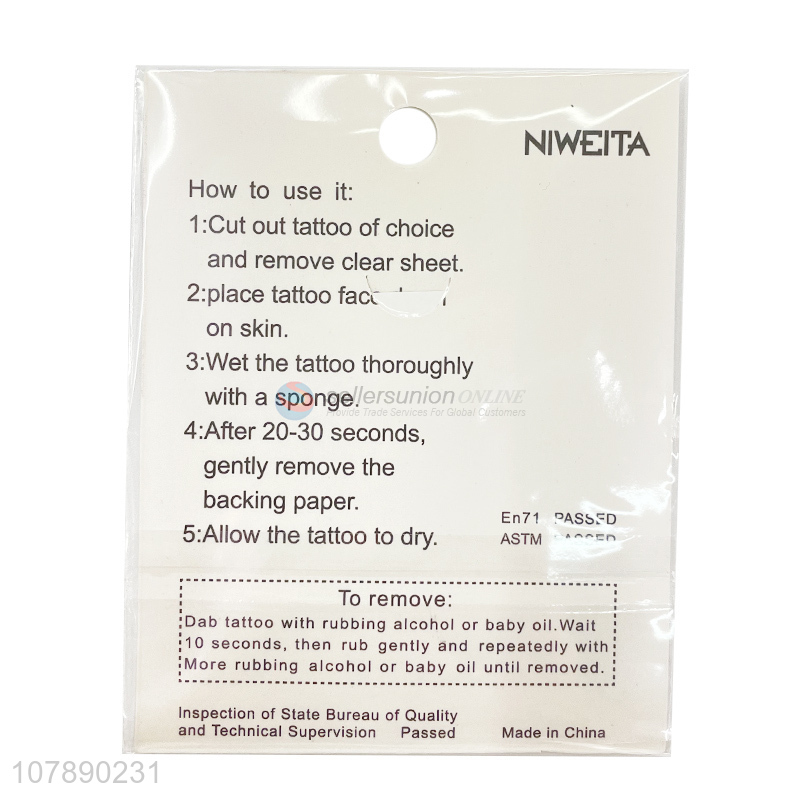 NIWEITA
How to use it:
1:Cut out tattoo of choice
and remove clear sheet.
2:place tattoo
on skin.
3:Wet the tattoo thoroughly
with a sponge.
sellersunion ONLINE
Provide Trade Services For Global Customers
4:After 20-30 seconds,
gently remove the
backing paper.
5:Allow the tattoo to dry.
En71 PASSED
ASTM PASSED
To remove:
Dab tattoo with rubbing alcohol or baby oil.Wait
10 seconds, then rub gently and repeatedly with
More rubbing alcohol or baby oil until removed.
Inspection of State Bureau of Quality
and Technical Supervision Passed
Made in China
107890231